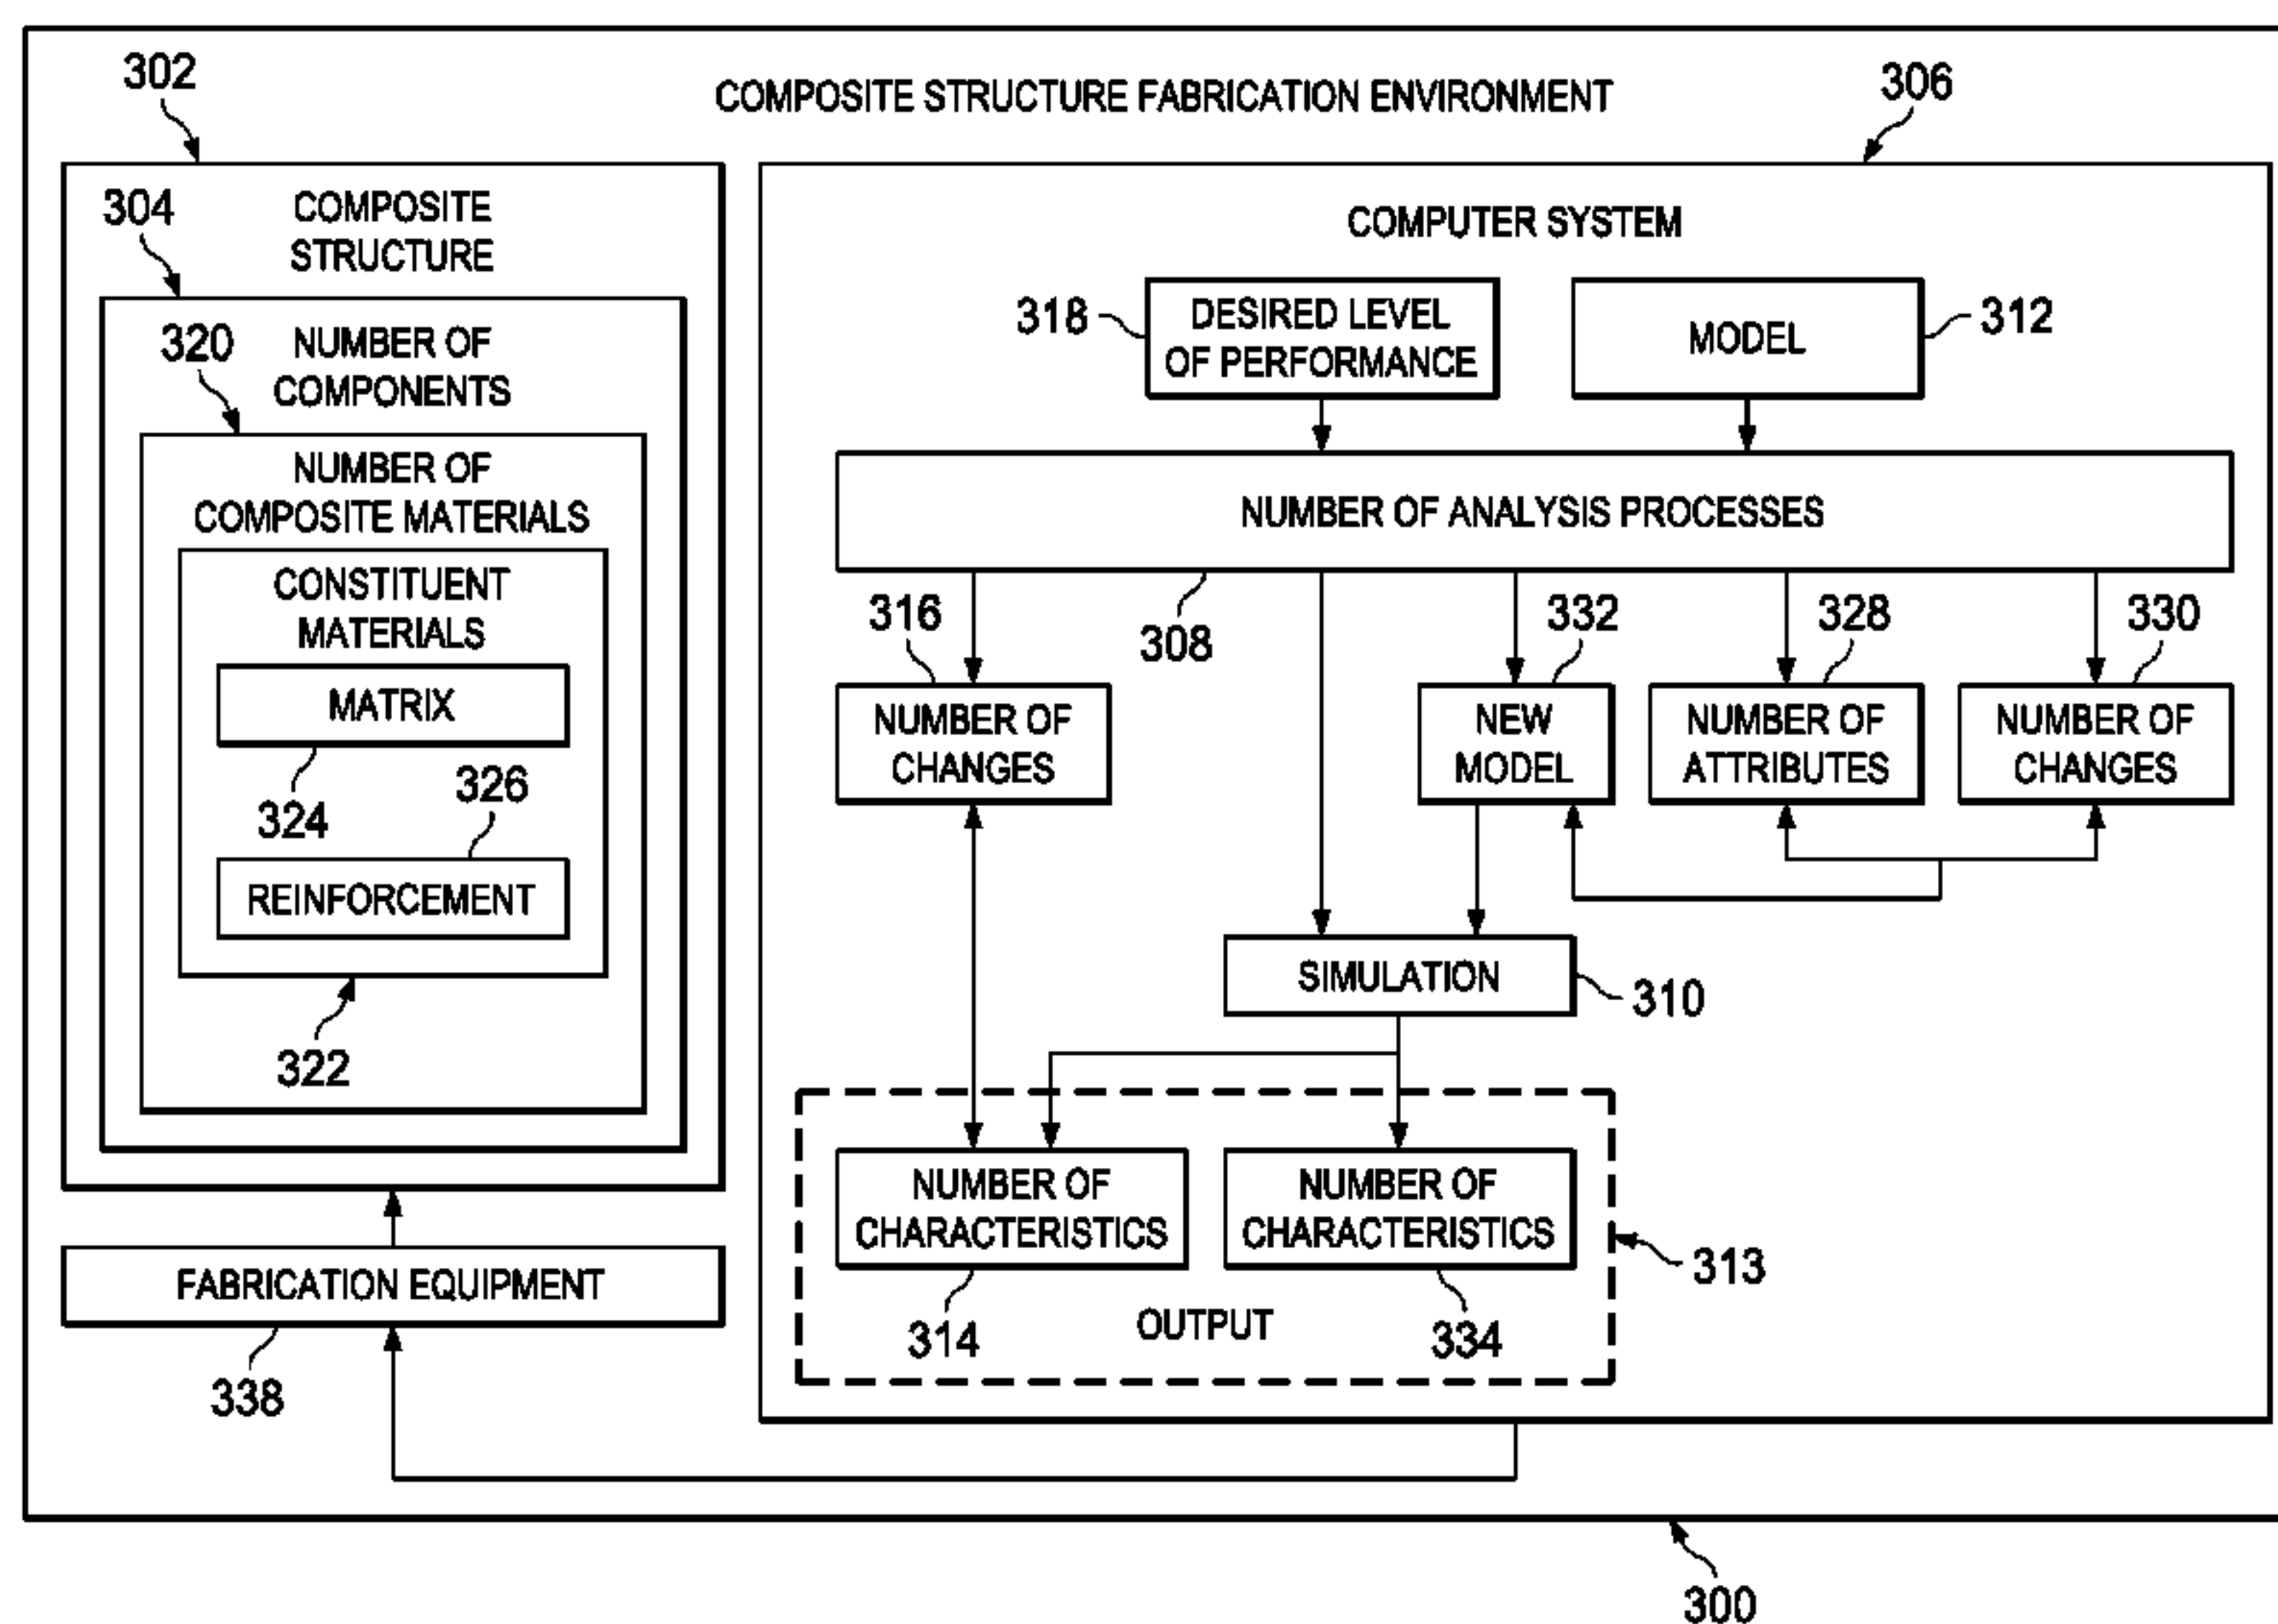 COMPOSITE STRUCTURE FABRICATION ENVIRONMENT
302
306
304
COMPOSITE
STRUCTURE
320
NUMBER OF
COMPONENTS
NUMBER OF
COMPOSITE MATERIALS
CONSTITUENT
MATERIALS
MATRIX
324
326
REINFORCEMENT
322
FABRICATION EQUIPMENT
338
COMPUTER SYSTEM
318
DESIRED LEVEL
OF PERFORMANCE
MODEL
312
NUMBER OF ANALYSIS PROCESSES
308
316
332
328
330
NUMBER OF
CHANGES
NEW
MODEL
NUMBER OF
ATTRIBUTES
NUMBER OF
CHANGES
SIMULATION
310
NUMBER OF
CHARACTERISTICS
NUMBER OF
CHARACTERISTICS
313
314
OUTPUT
334
300